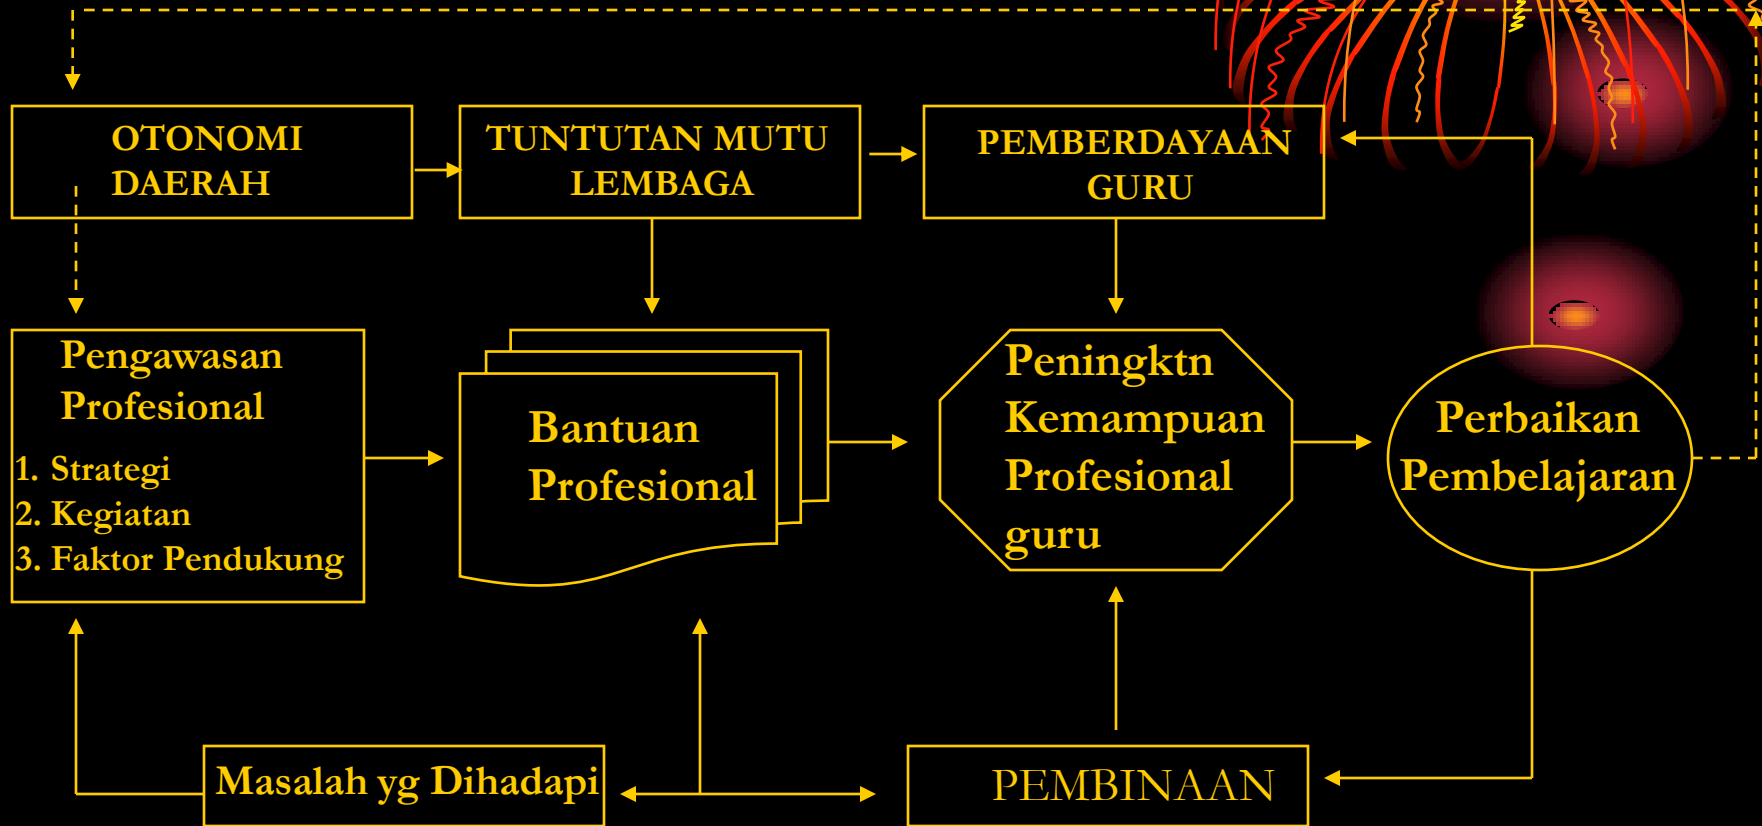 OTONOMI
DAERAH
TUNTUTAN MUTU
LEMBAGA
PEMBERDAYAAN
GURU
Pengawasan
Profesional
1. Strategi
2. Kegiatan
3. Faktor Pendukung
Bantuan
Profesional
Peningktn
Kemampuan
Profesional
guru
Perbaikan
Pembelajaran
Masalah yg Dihadapi
PEMBINAAN